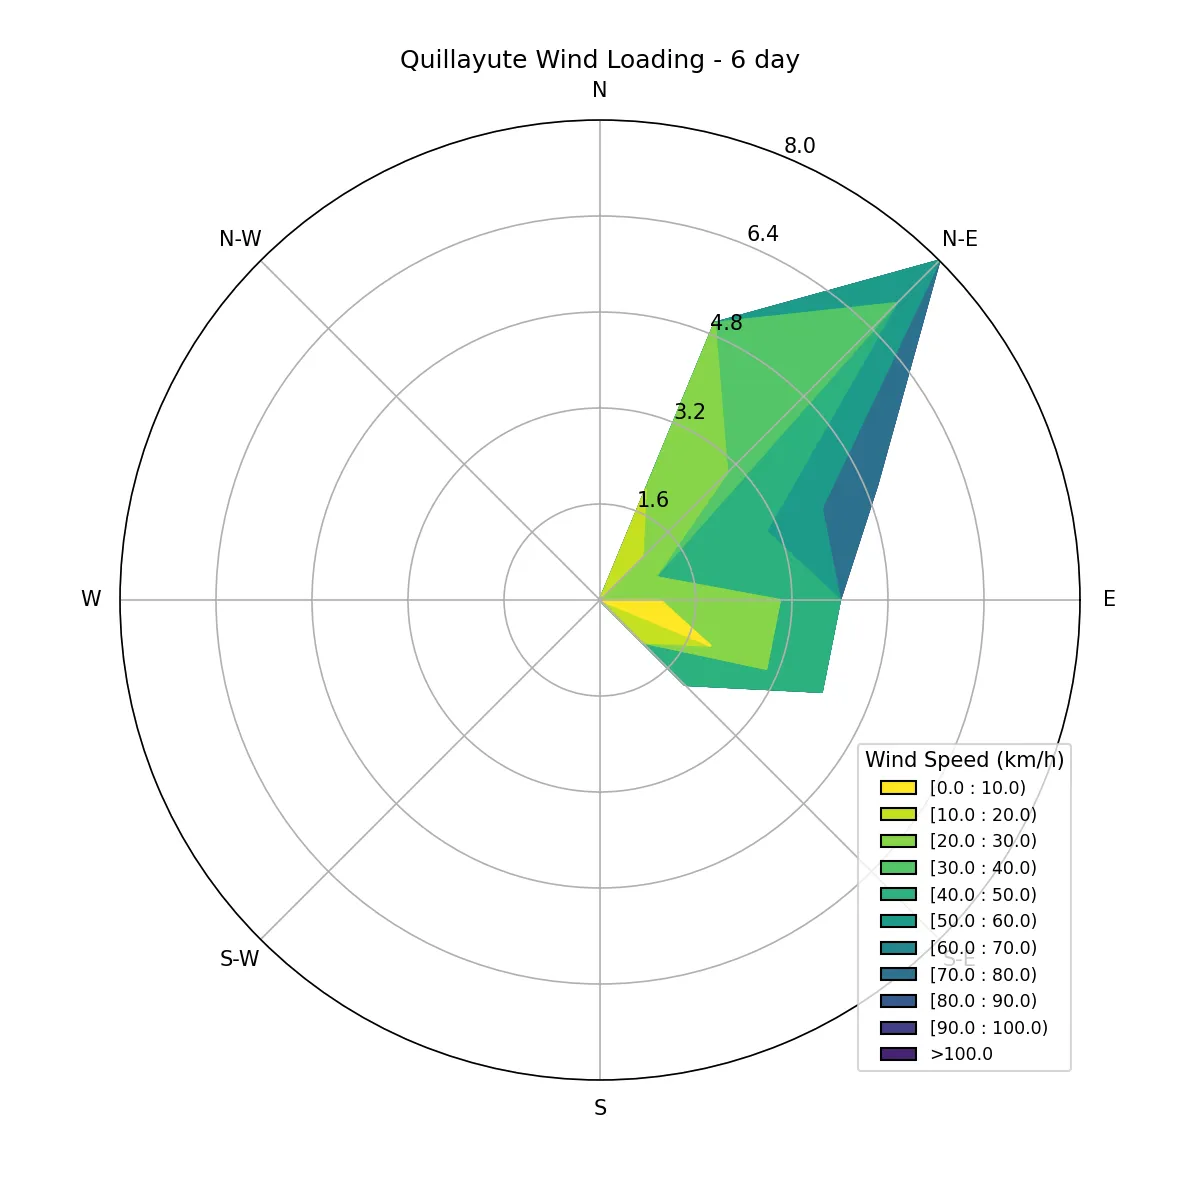 Quillayute Wind Loading - 6 day
N
8.0
N-W
6.4
N-E
4.8
3.2
1.6
W
E
Wind Speed (km/h)
[0.0 : 10.0)
[10.0 : 20.0)
[20.0 : 30.0)
[30.0 : 40.0)
[40.0 : 50.0)
[50.0 : 60.0)
[60.0 : 70.0)
[70.0 : 80.0)
[80.0 : 90.0)
[90.0 : 100.0)
>100.0
S-W
S-E
S